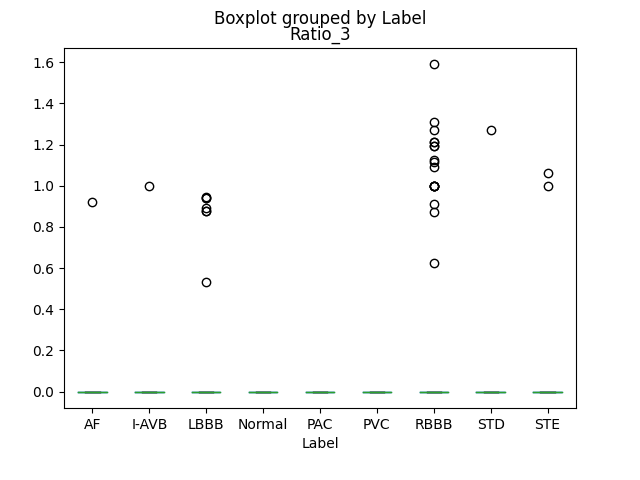 Boxplot grouped by Label
Ratio_3
1.6
1.4
1.2
1.0
0.8
0.6
0.4
0.2
0.0
AF I-AVB LBBB Normal PAC PVC RBBB STD STE
Label